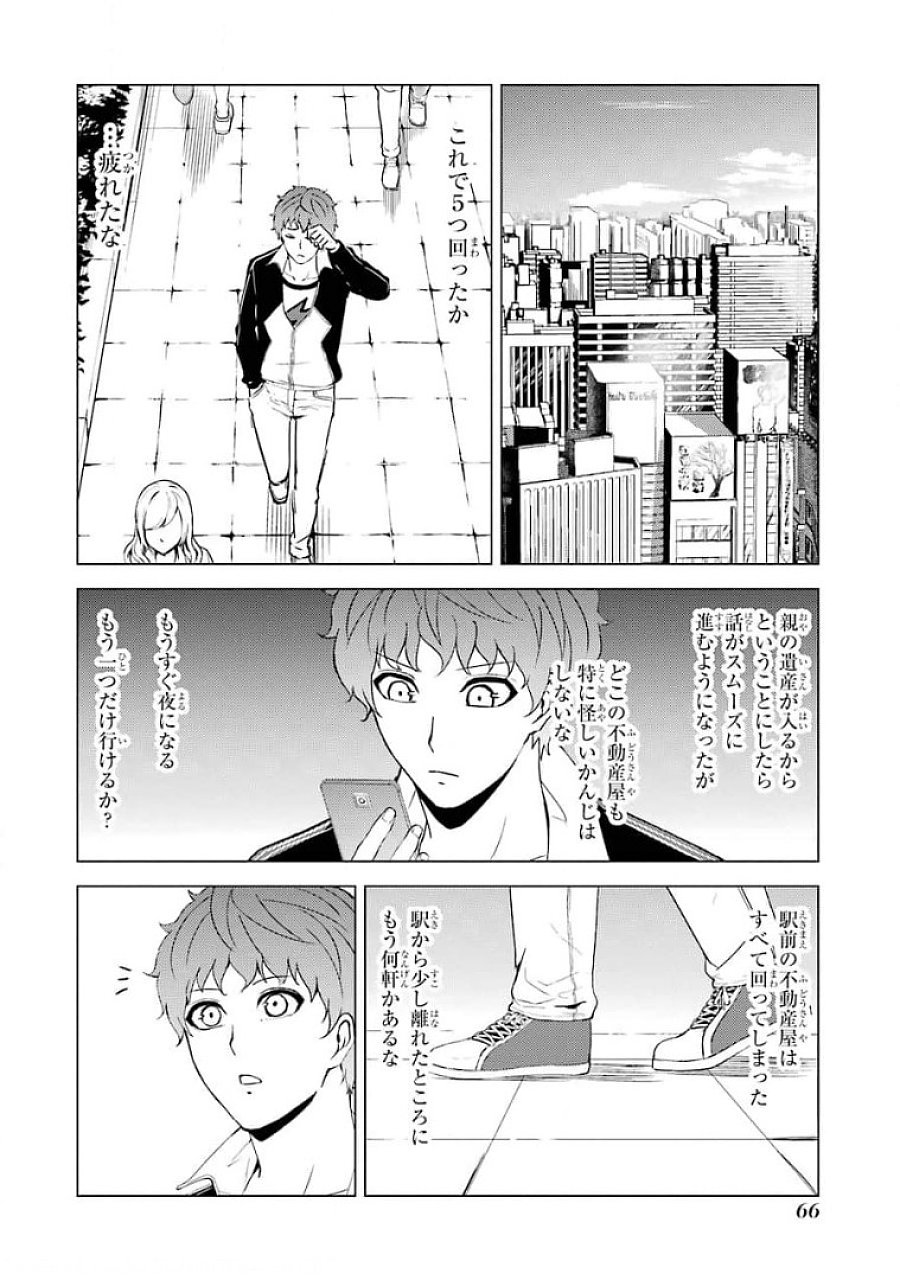 これで5つ回ったか
…疲れたな
親の遺産が入るから
ということにしたら
話がスムーズに
進むようになったが
どこの不動産屋も
特に怪しいかんじは
しないな
もうすぐ夜になる
もう一つだけ行けるか?
駅前の不動産屋は
すべて回ってしまった
駅から少し離れたところに
もう何軒かあるな
66